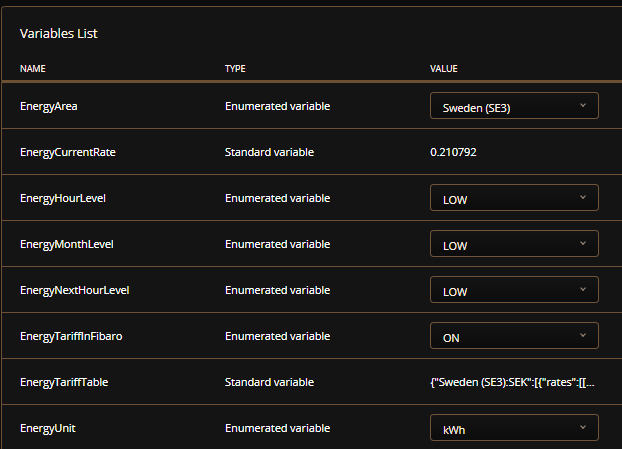 Variables List
NAME TYPE VALUE
EnergyArea Enumerated variable Sweden (SE3)
EnergyCurrentRate Standard variable 0.210792
EnergyHourLevel Enumerated variable LOW
EnergyMonthLevel Enumerated variable LOW
EnergyNextHourLevel Enumerated variable LOW
EnergyTariffInFibaro Enumerated variable ON
EnergyTariffTable Standard variable {"Sweden (SE3):SEK":[{"rates":[[...
EnergyUnit Enumerated variable kWh